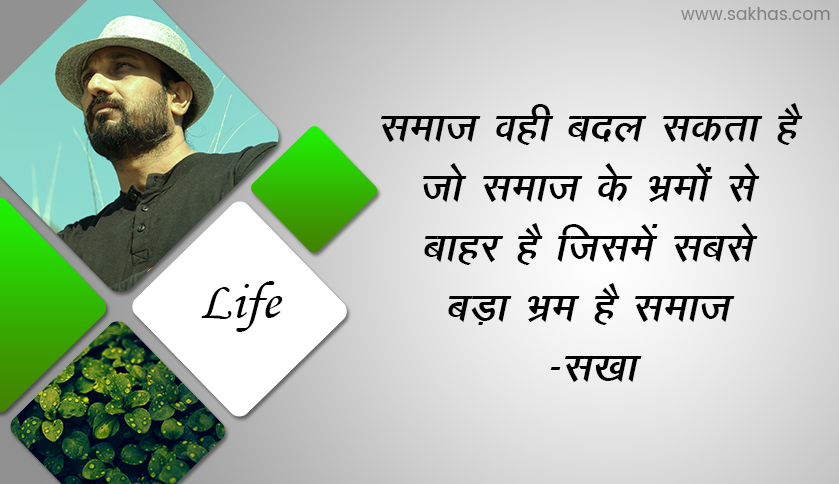 www.sakhas.com
समाज वही बदल सकता है
जो समाज के भ्रमों से
बाहर है जिसमें सबसे
बड़ा भ्रम है समाज
-सखा
Life